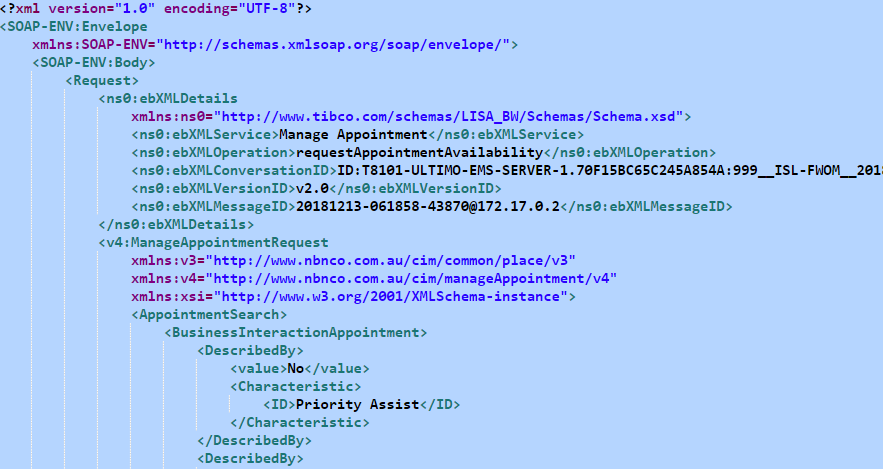 <?xml version="1.0" encoding="UTF-8"?>
<SOAP-ENV:Envelope
xmlns:SOAP-ENV="http://schemas.xmlsoap.org/soap/envelope/">
<SOAP-ENV:Body>
<Request>
<ns0:ebXMLDetails
xmlns:ns0="http://www.tibco.com/schemas/LISA_BW/Schemas/Schema.xsd">
<ns0:ebXMLService>Manage Appointment</ns0:ebXMLService>
<ns0:ebXMLOperation>requestAppointmentAvailability</ns0:ebXMLOperation>
<ns0:ebXMLConversationID>ID:T8101-ULTIMO-EMS-SERVER-1.70F15BC65C245A854A:999__ISL-FWOM__2018
<ns0:ebXMLVersionID>v2.0</ns0:ebXMLVersionID>
<ns0:ebXMLMessageID>20181213-061858-43870@172.17.0.2</ns0:ebXMLMessageID>
</ns0:ebXMLDetails>
<v4:ManageAppointmentRequest
xmlns:v3="http://www.nbnco.com.au/cim/common/place/v3"
xmlns:v4="http://www.nbnco.com.au/cim/manageAppointment/v4"
xmlns:xsi="http://www.w3.org/2001/XMLSchema-instance">
<AppointmentSearch>
<BusinessInteractionAppointment>
<DescribedBy>
<value>No</value>
<Characteristic>
<ID>Priority Assist</ID>
</Characteristic>
</DescribedBy>
<DescribedBy>